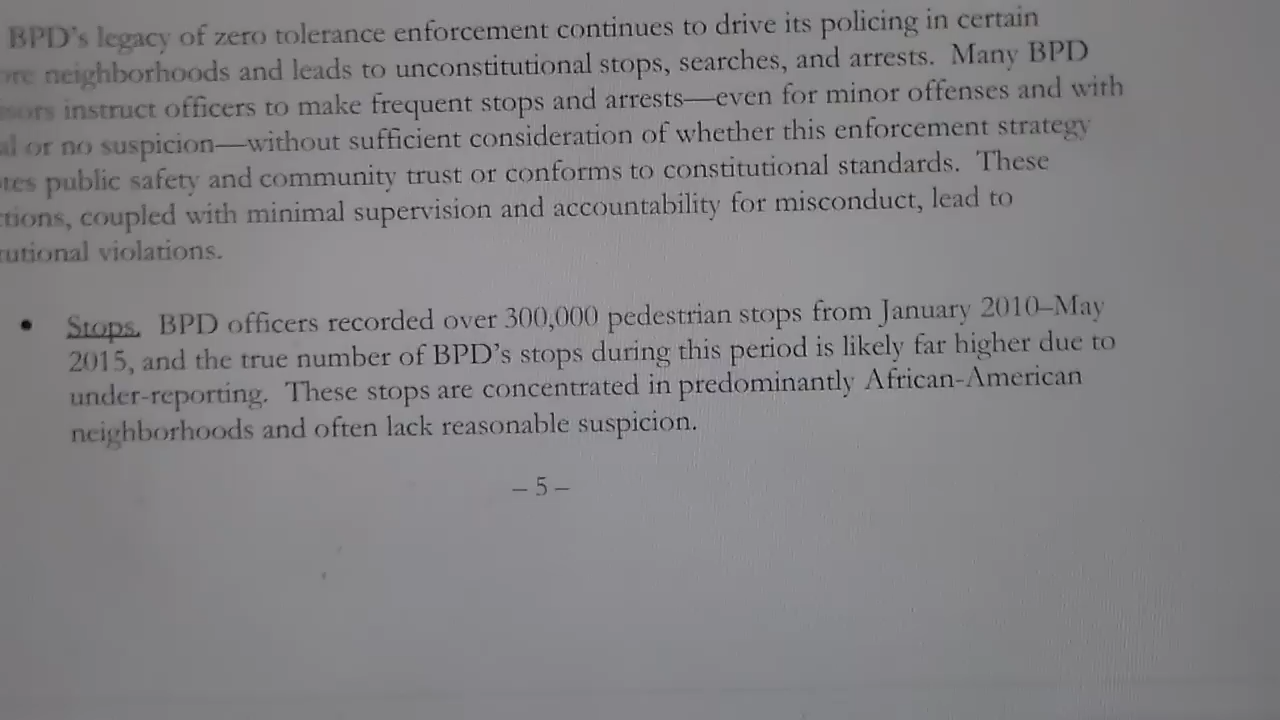 BPD's legacy of zero tolerance enforcement continues to drive its policing in certain
neighborhoods and leads to unconstitutional stops, searches, and arrests. Many BPD
instruct officers to make frequent stops and arrests—even for minor offenses and with
or no suspicion—without sufficient consideration of whether this enforcement strategy
public safety and community trust or conforms to constitutional standards. These
coupled with minimal supervision and accountability for misconduct, lead to
violations.
• Stops. BPD officers recorded over 300,000 pedestrian stops from January 2010–May
2015, and the true number of BPD's stops during this period is likely far higher due to
under-reporting. These stops are concentrated in predominantly African-American
neighborhoods and often lack reasonable suspicion.
– 5 –